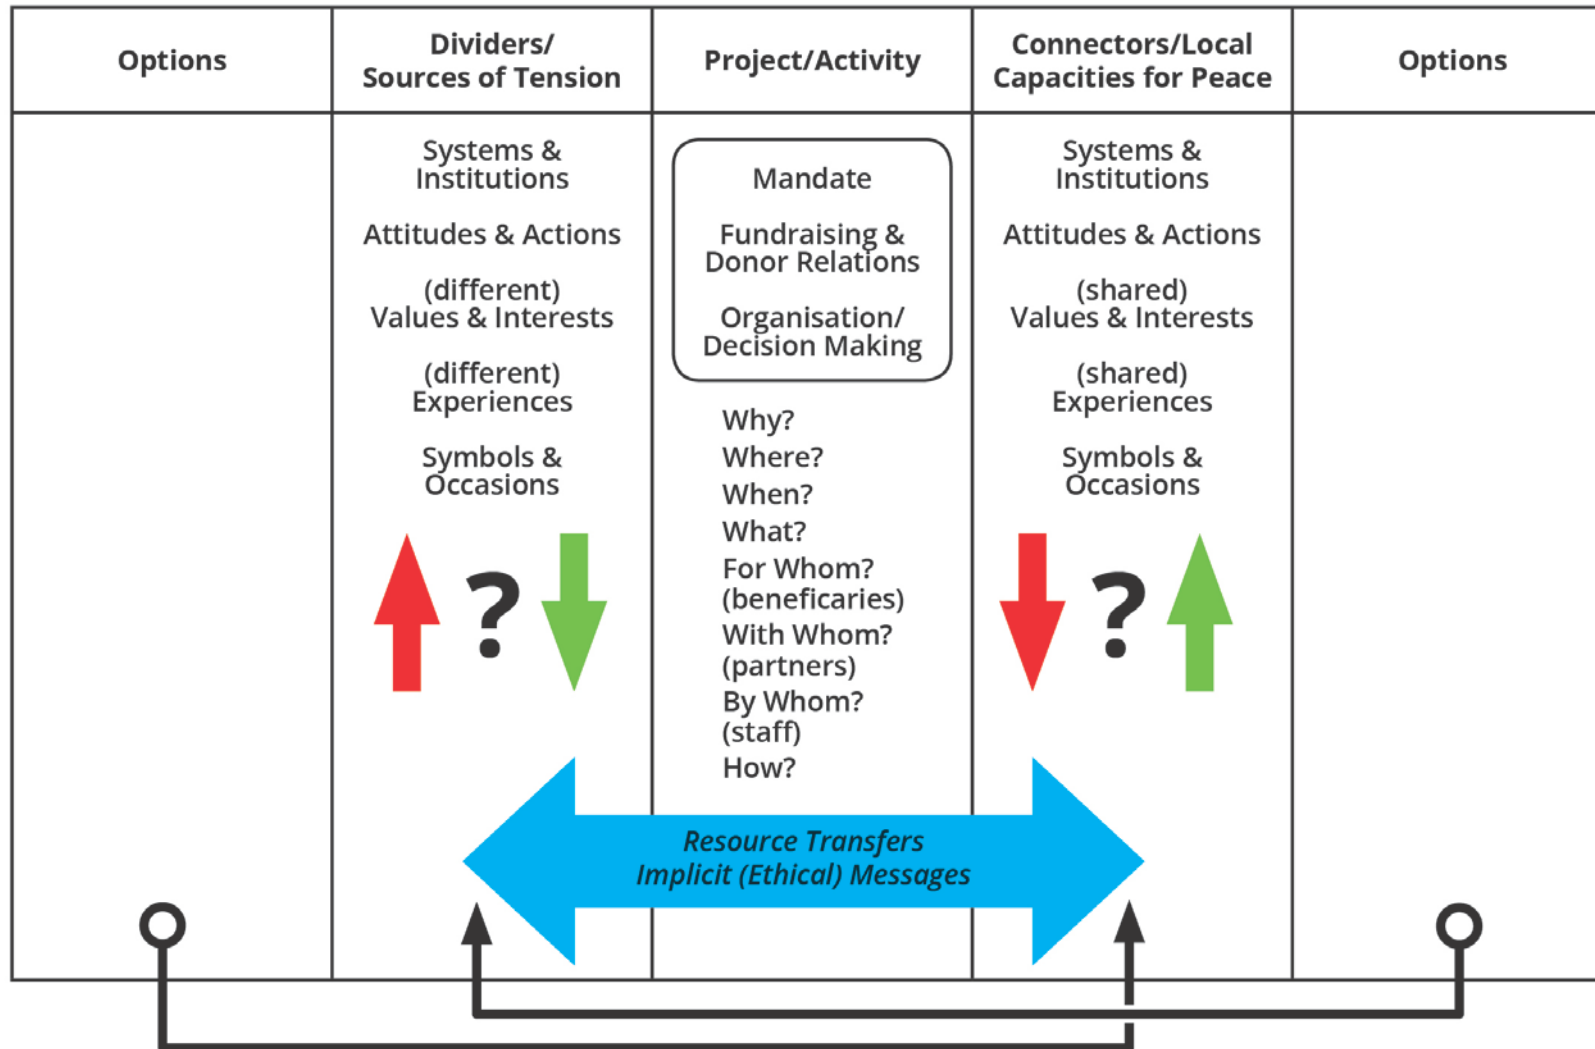 Options
Dividers/
Sources of Tension
Project/Activity
Connectors/Local
Capacities for Peace
Options
Systems &
Institutions
Attitudes & Actions
(different)
Values & Interests
(different)
Experiences
Symbols &
Occasions
?
Mandate
Fundraising &
Donor Relations
Organisation/
Decision Making
Why?
Where?
When?
What?
For Whom?
(beneficaries)
With Whom?
(partners)
By Whom?
(staff)
How?
Systems &
Institutions
Attitudes & Actions
(shared)
Values & Interests
(shared)
Experiences
Symbols &
Occasions
?
Resource Transfers
Implicit (Ethical) Messages